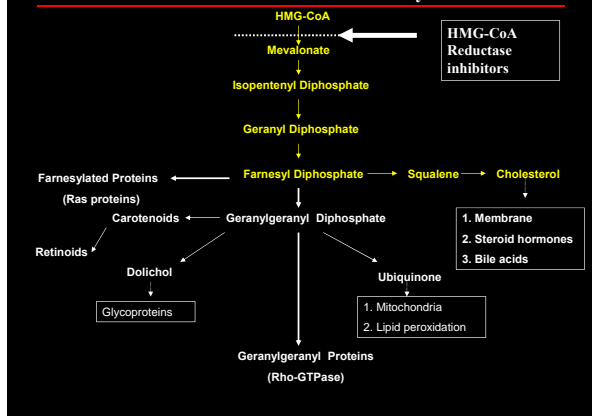 HMG-CoA
HMG-CoA
Reductase
inhibitors
Mevalonate
Isopentenyl Diphosphate
Geranyl Diphosphate
Farnesylated Proteins
(Ras proteins)
Farnesyl Diphosphate
Squalene
Cholesterol
1. Membrane
2. Steroid hormones
3. Bile acids
Carotenoids
Geranylgeranyl Diphosphate
Retinoids
Dolichol
Glycoproteins
Ubiquinone
1. Mitochondria
2. Lipid peroxidation
Geranylgeranyl Proteins
(Rho-GTPase)